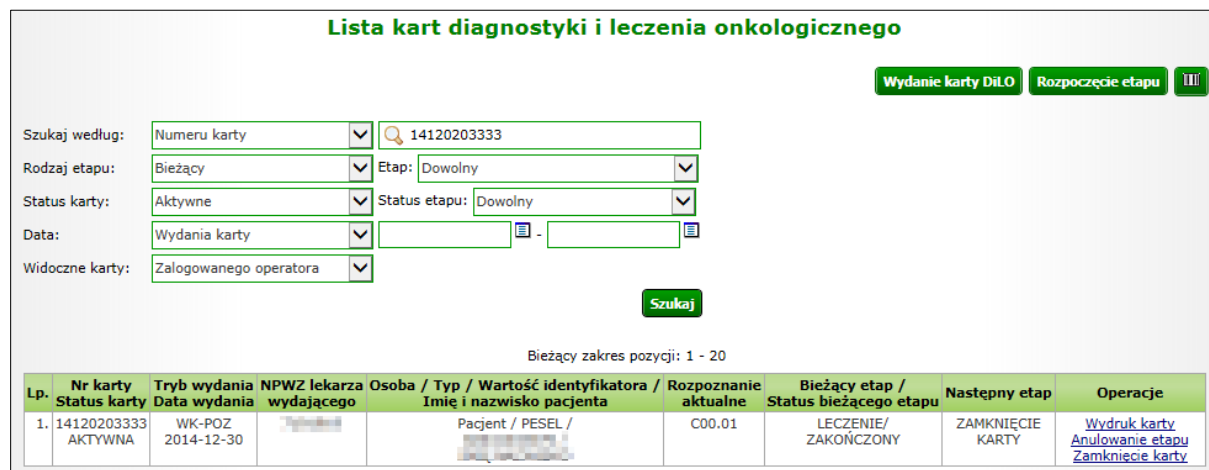 Lista kart diagnostyki i leczenia onkologicznego
Wydanie karty DiLO Rozpoczęcie etapu
Szukaj według: Numeru karty 14120203333
Rodzaj etapu: Bieżący Etap: Dowolny
Status karty: Aktywne Status etapu: Dowolny
Data: Wydania karty -
Widoczne karty: Zalogowanego operatora
Szukaj
Bieżący zakres pozycji: 1 - 20
Lp. Nr karty Tryb wydania NPWZ lekarza Osoba / Typ / Wartość identyfikatora / Rozpoznanie Bieżący etap / Następny etap Operacje
Status karty Data wydania wydającego Imię i nazwisko pacjenta aktualne Status bieżącego etapu
1. 14120203333 WK-POZ Pacjent / PESEL / C00.01 LECZENIE/ ZAMKNIĘCIE Wydruk karty
AKTYWNA 2014-12-30 ZAKOŃCZONY KARTY Anulowanie etapu
Zamknięcie karty